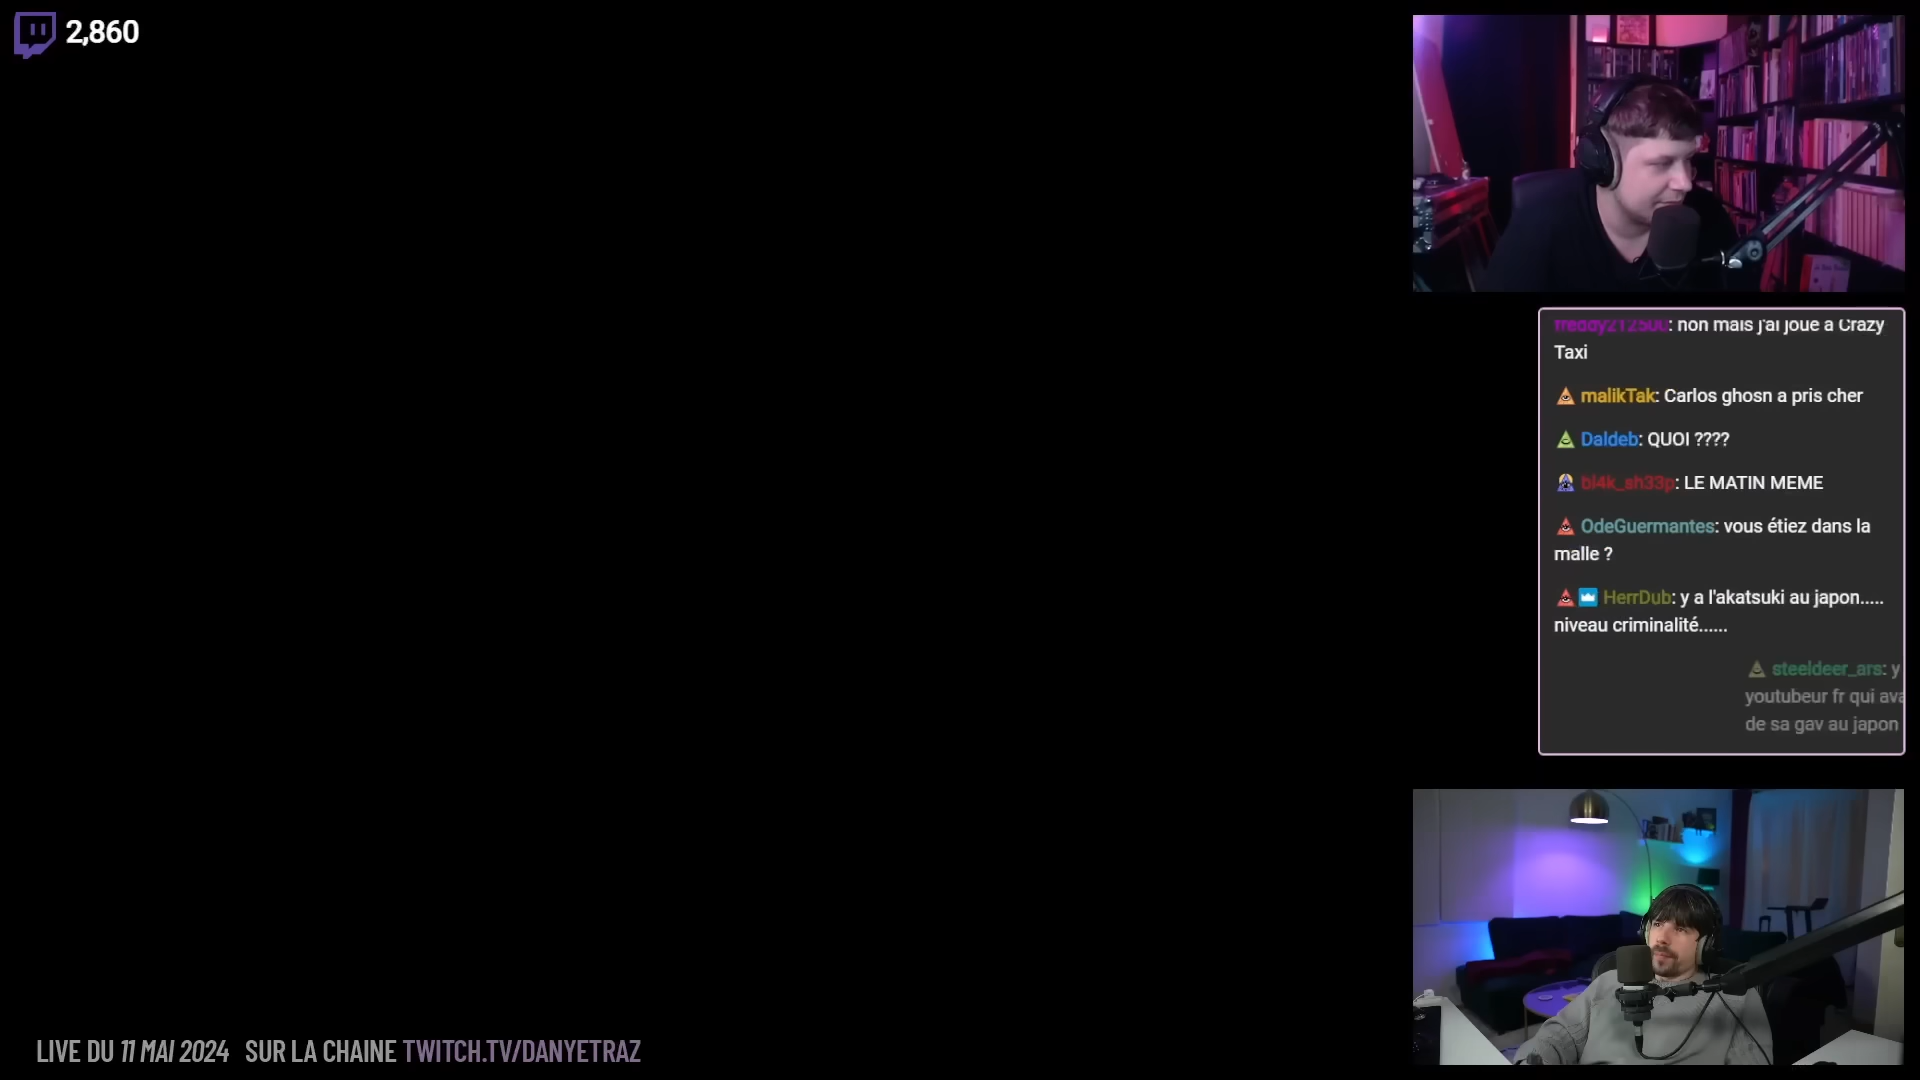 2,860
freddy212500: non mais j'ai joué à Crazy
Taxi
malikTak: Carlos ghosn a pris cher
Daldeb: QUOI ????
bl4k_sh33p: LE MATIN MEME
OdeGuermantes: vous étiez dans la
malle ?
HerrDub: y a l'akatsuki au japon.....
niveau criminalité......
steeldeer_ars: y
youtubeur fr qui ava
de sa gav au japon
LIVE DU 11 MAI 2024 SUR LA CHAINE TWITCH.TV/DANYETRAZ